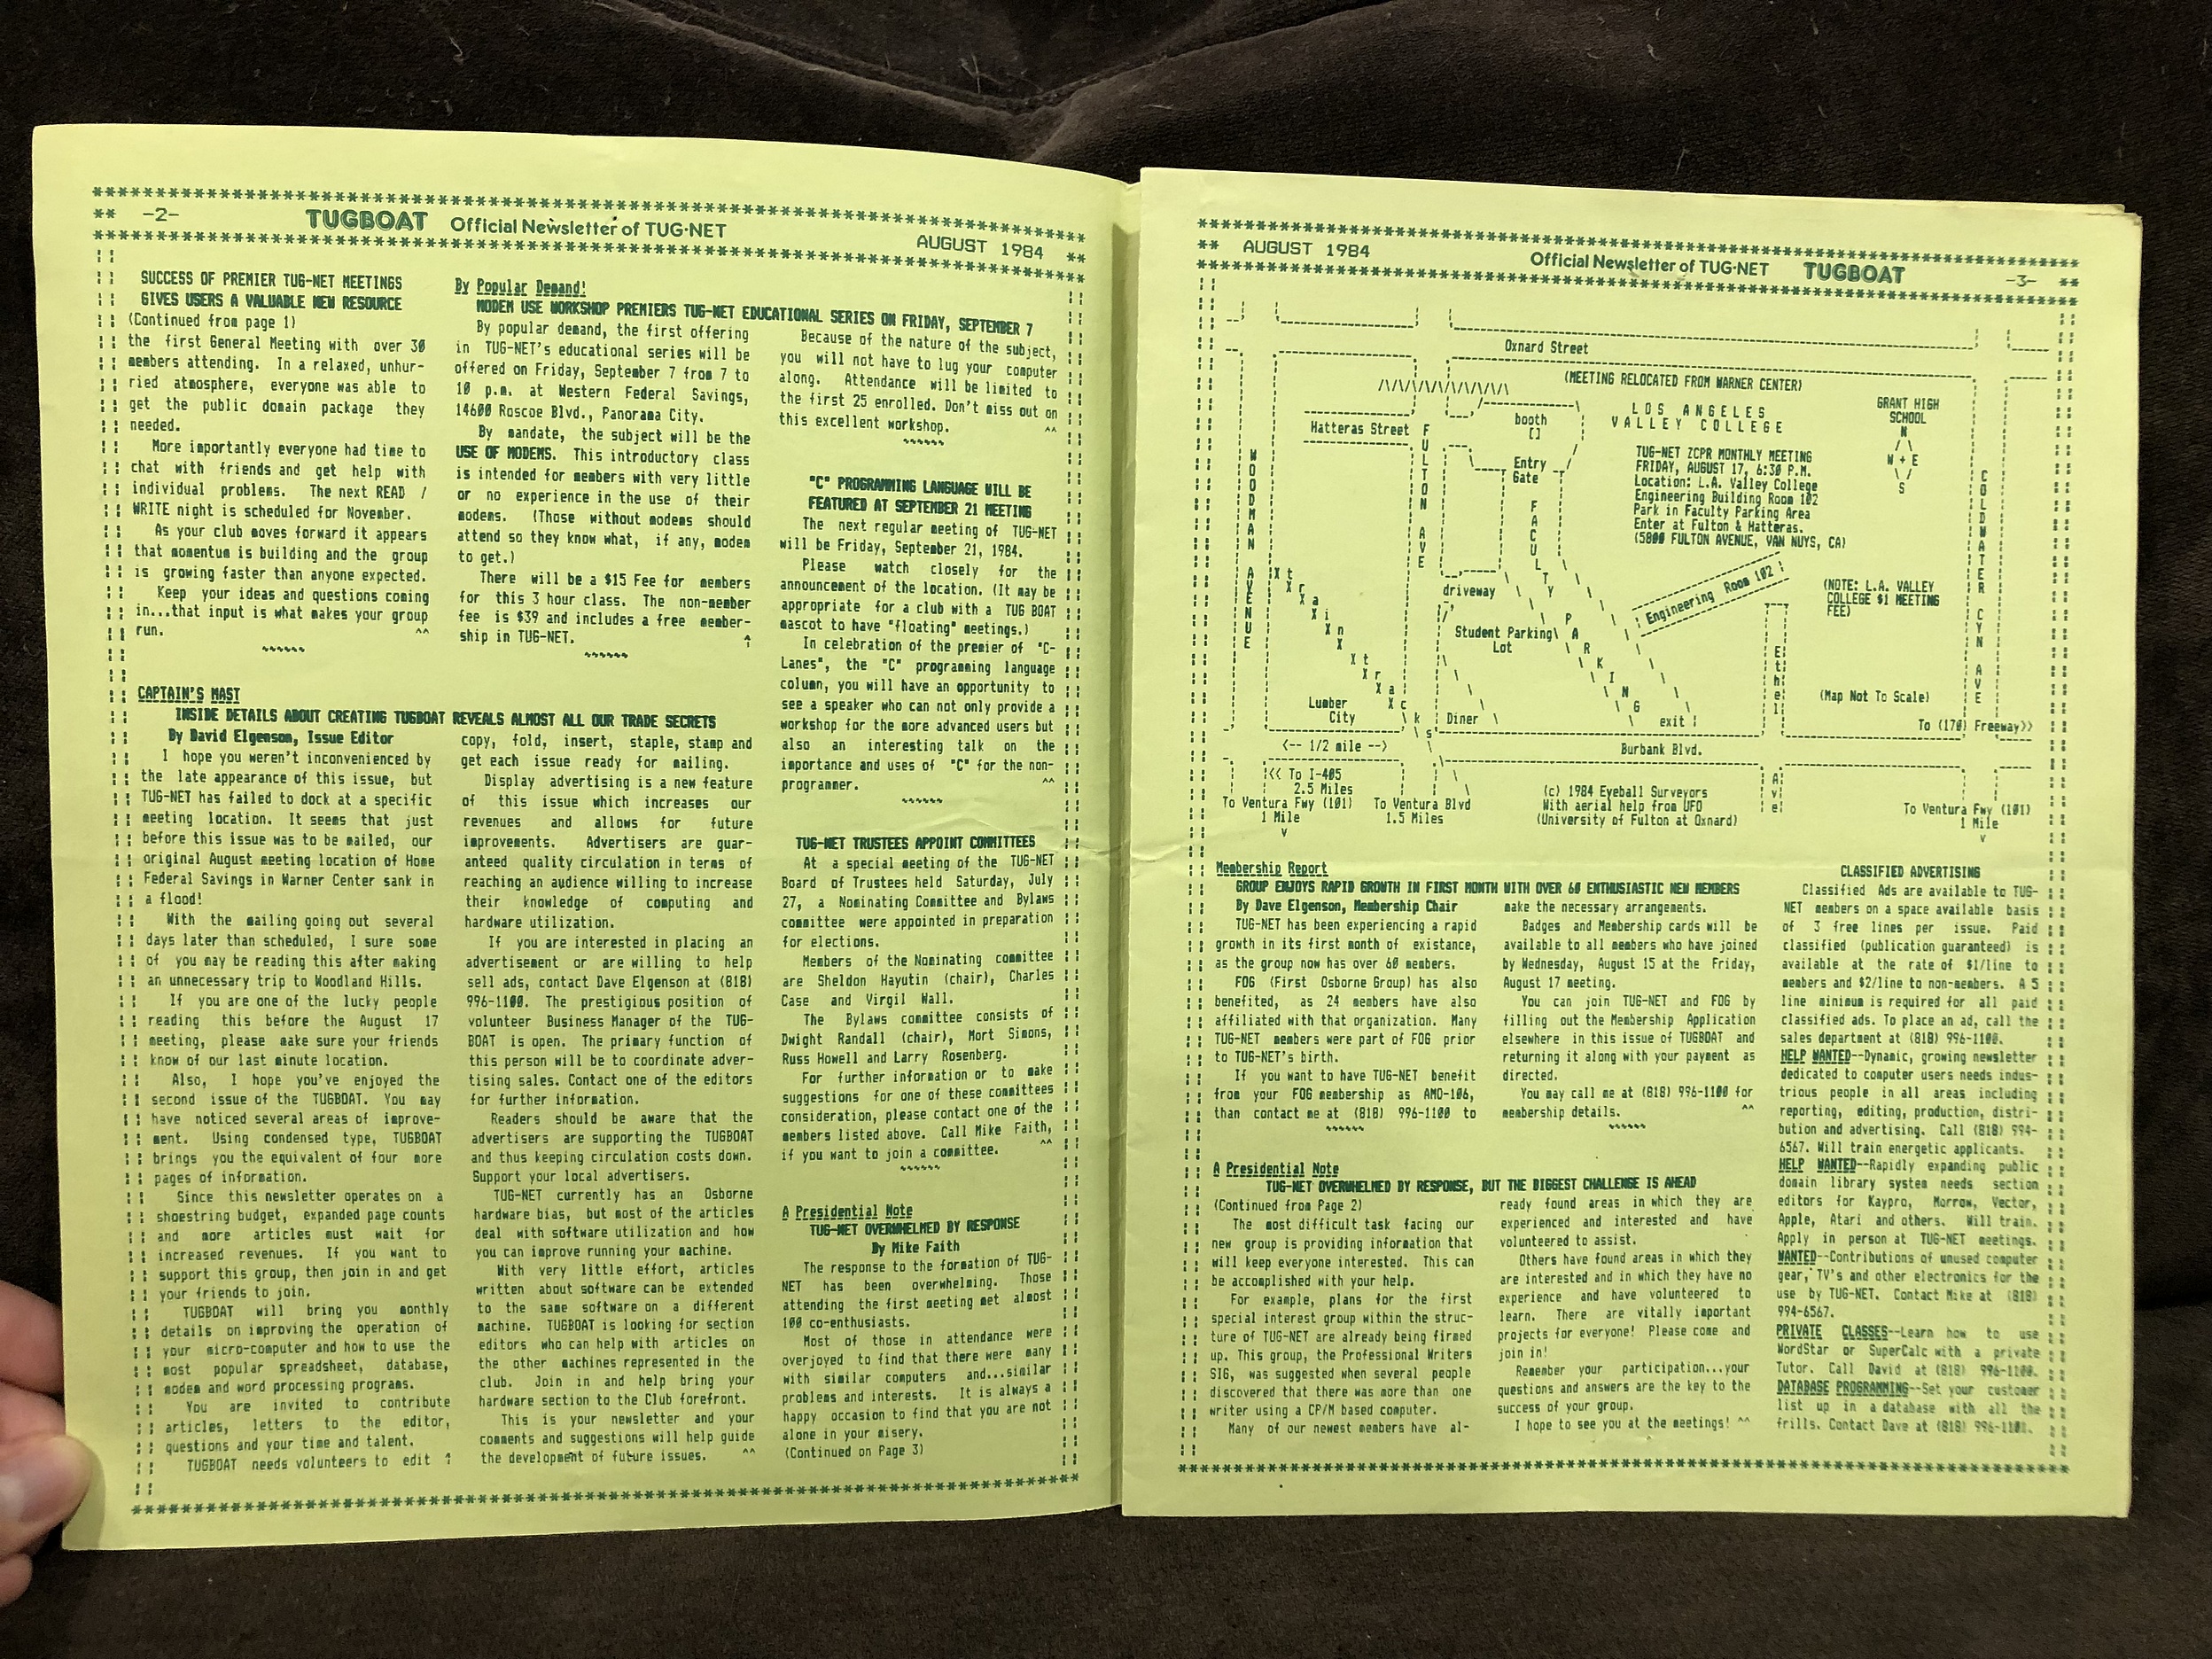 -2-
TUGBOAT Official Newsletter of TUG-NET
AUGUST 1984
SUCCESS OF PREMIER TUG-NET MEETINGS
GIVES USERS A VALUABLE NEW RESOURCE
(Continued from page 1)
the first General Meeting with over 30
members attending. In a relaxed, unhur-
ried atmosphere, everyone was able to
get the public domain package they
needed.
More importantly everyone had time to
chat with friends and get help with
individual problems. The next READ /
WRITE night is scheduled for November.
As your club moves forward it appears
that momentum is building and the group
is growing faster than anyone expected.
Keep your ideas and questions coming
in...that input is what makes your group
run. ^^
By Popular Demand!
MODEM USE WORKSHOP PREMIERS TUG-NET EDUCATIONAL SERIES ON FRIDAY, SEPTEMBER 7
By popular demand, the first offering
in TUG-NET's educational series will be
offered on Friday, September 7 from 7 to
10 p.m. at Western Federal Savings,
14600 Roscoe Blvd., Panorama City.
By mandate, the subject will be the
USE OF MODEMS. This introductory class
is intended for members with very little
or no experience in the use of their
modems. (Those without modems should
attend so they know what, if any, modem
to get.)
There will be a $15 Fee for members
for this 3 hour class. The non-member
fee is $39 and includes a free member-
ship in TUG-NET.
Because of the nature of the subject,
you will not have to lug your computer
along. Attendance will be limited to
the first 25 enrolled. Don't miss out on
this excellent workshop. ^^
"C" PROGRAMMING LANGUAGE WILL BE
FEATURED AT SEPTEMBER 21 MEETING
The next regular meeting of TUG-NET
will be Friday, September 21, 1984.
Please watch closely for the
announcement of the location. (It may be
appropriate for a club with a TUG BOAT
mascot to have "floating" meetings.)
In celebration of the premier of "C-
Lanes", the "C" programming language
column, you will have an opportunity to
see a speaker who can not only provide a
workshop for the more advanced users but
also an interesting talk on the
importance and uses of "C" for the non-
programmer. ^^
CAPTAIN'S MAST
INSIDE DETAILS ABOUT CREATING TUGBOAT REVEALS ALMOST ALL OUR TRADE SECRETS
By David Elgenson, Issue Editor
I hope you weren't inconvenienced by
the late appearance of this issue, but
TUG-NET has failed to dock at a specific
meeting location. It seems that just
before this issue was to be mailed, our
original August meeting location of Home
Federal Savings in Warner Center sank in
a flood!
With the mailing going out several
days later than scheduled, I sure some
of you may be reading this after making
an unnecessary trip to Woodland Hills.
If you are one of the lucky people
reading this before the August 17
meeting, please make sure your friends
know of our last minute location.
Also, I hope you've enjoyed the
second issue of the TUGBOAT. You may
have noticed several areas of improve-
ment. Using condensed type, TUGBOAT
brings you the equivalent of four more
pages of information.
Since this newsletter operates on a
shoestring budget, expanded page counts
and more articles must wait for
increased revenues. If you want to
support this group, then join in and get
your friends to join.
TUGBOAT will bring you monthly
details on improving the operation of
your micro-computer and how to use the
most popular spreadsheet, database,
modem and word processing programs.
You are invited to contribute
articles, letters to the editor,
questions and your time and talent.
TUGBOAT needs volunteers to edit
copy, fold, insert, staple, stamp and
get each issue ready for mailing.
Display advertising is a new feature
of this issue which increases our
revenues and allows for future
improvements. Advertisers are guar-
anteed quality circulation in terms of
reaching an audience willing to increase
their knowledge of computing and
hardware utilization.
If you are interested in placing an
advertisement or are willing to help
sell ads, contact Dave Elgenson at (818)
996-1100. The prestigious position of
volunteer Business Manager of the TUG-
BOAT is open. The primary function of
this person will be to coordinate adver-
tising sales. Contact one of the editors
for further information.
Readers should be aware that the
advertisers are supporting the TUGBOAT
and thus keeping circulation costs down.
Support your local advertisers.
TUG-NET currently has an Osborne
hardware bias, but most of the articles
deal with software utilization and how
you can improve running your machine.
With very little effort, articles
written about software can be extended
to the same software on a different
machine. TUGBOAT is looking for section
editors who can help with articles on
the other machines represented in the
club. Join in and help bring your
hardware section to the Club forefront.
This is your newsletter and your
comments and suggestions will help guide
the development of future issues. ^^
TUG-NET TRUSTEES APPOINT COMMITTEES
At a special meeting of the TUG-NET
Board of Trustees held Saturday, July
27, a Nominating Committee and Bylaws
committee were appointed in preparation
for elections.
Members of the Nominating committee
are Sheldon Hayutin (chair), Charles
Case and Virgil Wall.
The Bylaws committee consists of
Dwight Randall (chair), Mort Simons,
Russ Howell and Larry Rosenberg.
For further information or to make
suggestions for one of these committees
consideration, please contact one of the
members listed above. Call Mike Faith,
if you want to join a committee. ^^
A Presidential Note
TUG-NET OVERWHELMED BY RESPONSE
By Mike Faith
The response to the formation of TUG-
NET has been overwhelming. Those
attending the first meeting met almost
100 co-enthusiasts.
Most of those in attendance were
overjoyed to find that there were many
with similar computers and...similar
problems and interests. It is always a
happy occasion to find that you are not
alone in your misery.
(Continued on Page 3)
AUGUST 1984
Official Newsletter of TUG-NET TUGBOAT
-3-
Oxnard Street
(MEETING RELOCATED FROM WARNER CENTER)
LOS ANGELES
VALLEY COLLEGE
GRANT HIGH
SCHOOL
N
W + E
S
booth
[]
Hatteras Street
Entry
Gate
TUG-NET ZCPR MONTHLY MEETING
FRIDAY, AUGUST 17, 6:30 P.M.
Location: L.A. Valley College
Engineering Building Room 102
Park in Faculty Parking Area
Enter at Fulton & Hatteras.
(5800 FULTON AVENUE, VAN NUYS, CA)
WOODMAN AVENUE
FULTON AVE
FACULTY PARKING
COLDWATER CYN AVE
Xtrain Xtracks
driveway
Engineering Room 102
(NOTE: L.A. VALLEY
COLLEGE $1 MEETING
FEE)
Student Parking
Lot
Ethel
Ave
(Map Not To Scale)
Lumber
City
Diner
exit
To (170) Freeway>>
<-- 1/2 mile -->
Burbank Blvd.
<< To I-405
2.5 Miles
To Ventura Fwy (101)
1 Mile
v
To Ventura Blvd
1.5 Miles
(c) 1984 Eyeball Surveyors
With aerial help from UFO
(University of Fulton at Oxnard)
To Ventura Fwy (101)
1 Mile
v
Membership Report
GROUP ENJOYS RAPID GROWTH IN FIRST MONTH WITH OVER 60 ENTHUSIASTIC NEW MEMBERS
By Dave Elgenson, Membership Chair
TUG-NET has been experiencing a rapid
growth in its first month of existance,
as the group now has over 60 members.
FOG (First Osborne Group) has also
benefited, as 24 members have also
affiliated with that organization. Many
TUG-NET members were part of FOG prior
to TUG-NET's birth.
If you want to have TUG-NET benefit
from your FOG membership as AMO-106,
than contact me at (818) 996-1100 to
make the necessary arrangements.
Badges and Membership cards will be
available to all members who have joined
by Wednesday, August 15 at the Friday,
August 17 meeting.
You can join TUG-NET and FOG by
filling out the Membership Application
elsewhere in this issue of TUGBOAT and
returning it along with your payment as
directed.
You may call me at (818) 996-1100 for
membership details. ^^
A Presidential Note
TUG-NET OVERWHELMED BY RESPONSE, BUT THE BIGGEST CHALLENGE IS AHEAD
(Continued from Page 2)
The most difficult task facing our
new group is providing information that
will keep everyone interested. This can
be accomplished with your help.
For example, plans for the first
special interest group within the struc-
ture of TUG-NET are already being firmed
up. This group, the Professional Writers
SIG, was suggested when several people
discovered that there was more than one
writer using a CP/M based computer.
Many of our newest members have al-
ready found areas in which they are
experienced and interested and have
volunteered to assist.
Others have found areas in which they
are interested and in which they have no
experience and have volunteered to
learn. There are vitally important
projects for everyone! Please come and
join in!
Remember your participation...your
questions and answers are the key to the
success of your group.
I hope to see you at the meetings! ^^
CLASSIFIED ADVERTISING
Classified Ads are available to TUG-
NET members on a space available basis
of 3 free lines per issue. Paid
classified (publication guaranteed) is
available at the rate of $1/line to
members and $2/line to non-members. A 5
line minimum is required for all paid
classified ads. To place an ad, call the
sales department at (818) 996-1100.
HELP WANTED--Dynamic, growing newsletter
dedicated to computer users needs indus-
trious people in all areas including
reporting, editing, production, distri-
bution and advertising. Call (818) 994-
6567. Will train energetic applicants.
HELP WANTED--Rapidly expanding public
domain library system needs section
editors for Kaypro, Morrow, Vector,
Apple, Atari and others. Will train.
Apply in person at TUG-NET meetings.
WANTED--Contributions of unused computer
gear, TV's and other electronics for the
use by TUG-NET. Contact Mike at (818)
994-6567.
PRIVATE CLASSES--Learn how to use
WordStar or SuperCalc with a private
Tutor. Call David at (818) 996-1100.
DATABASE PROGRAMMING--Set your customer
list up in a database with all the
frills. Contact Dave at (818) 996-1100.